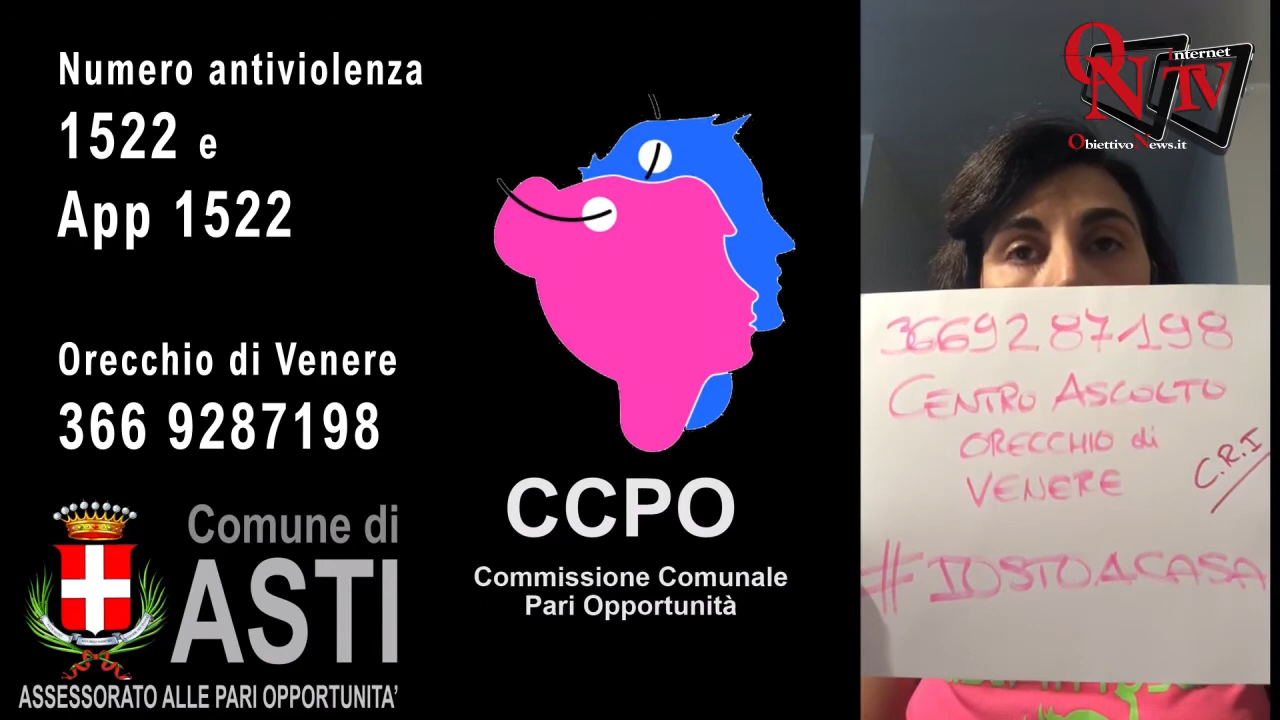 Numero antiviolenza
1522 e
App 1522
Orecchio di Venere
366 9287198
Comune di
ASTI
ASSESSORATO ALLE PARI OPPORTUNITA'
CCPO
Commissione Comunale
Pari Opportunità
ON internet
TV
ObiettivoNews.it
3669287198
CENTRO ASCOLTO
ORECCHIO di
VENERE
C.R.I
#IOSTOACASA